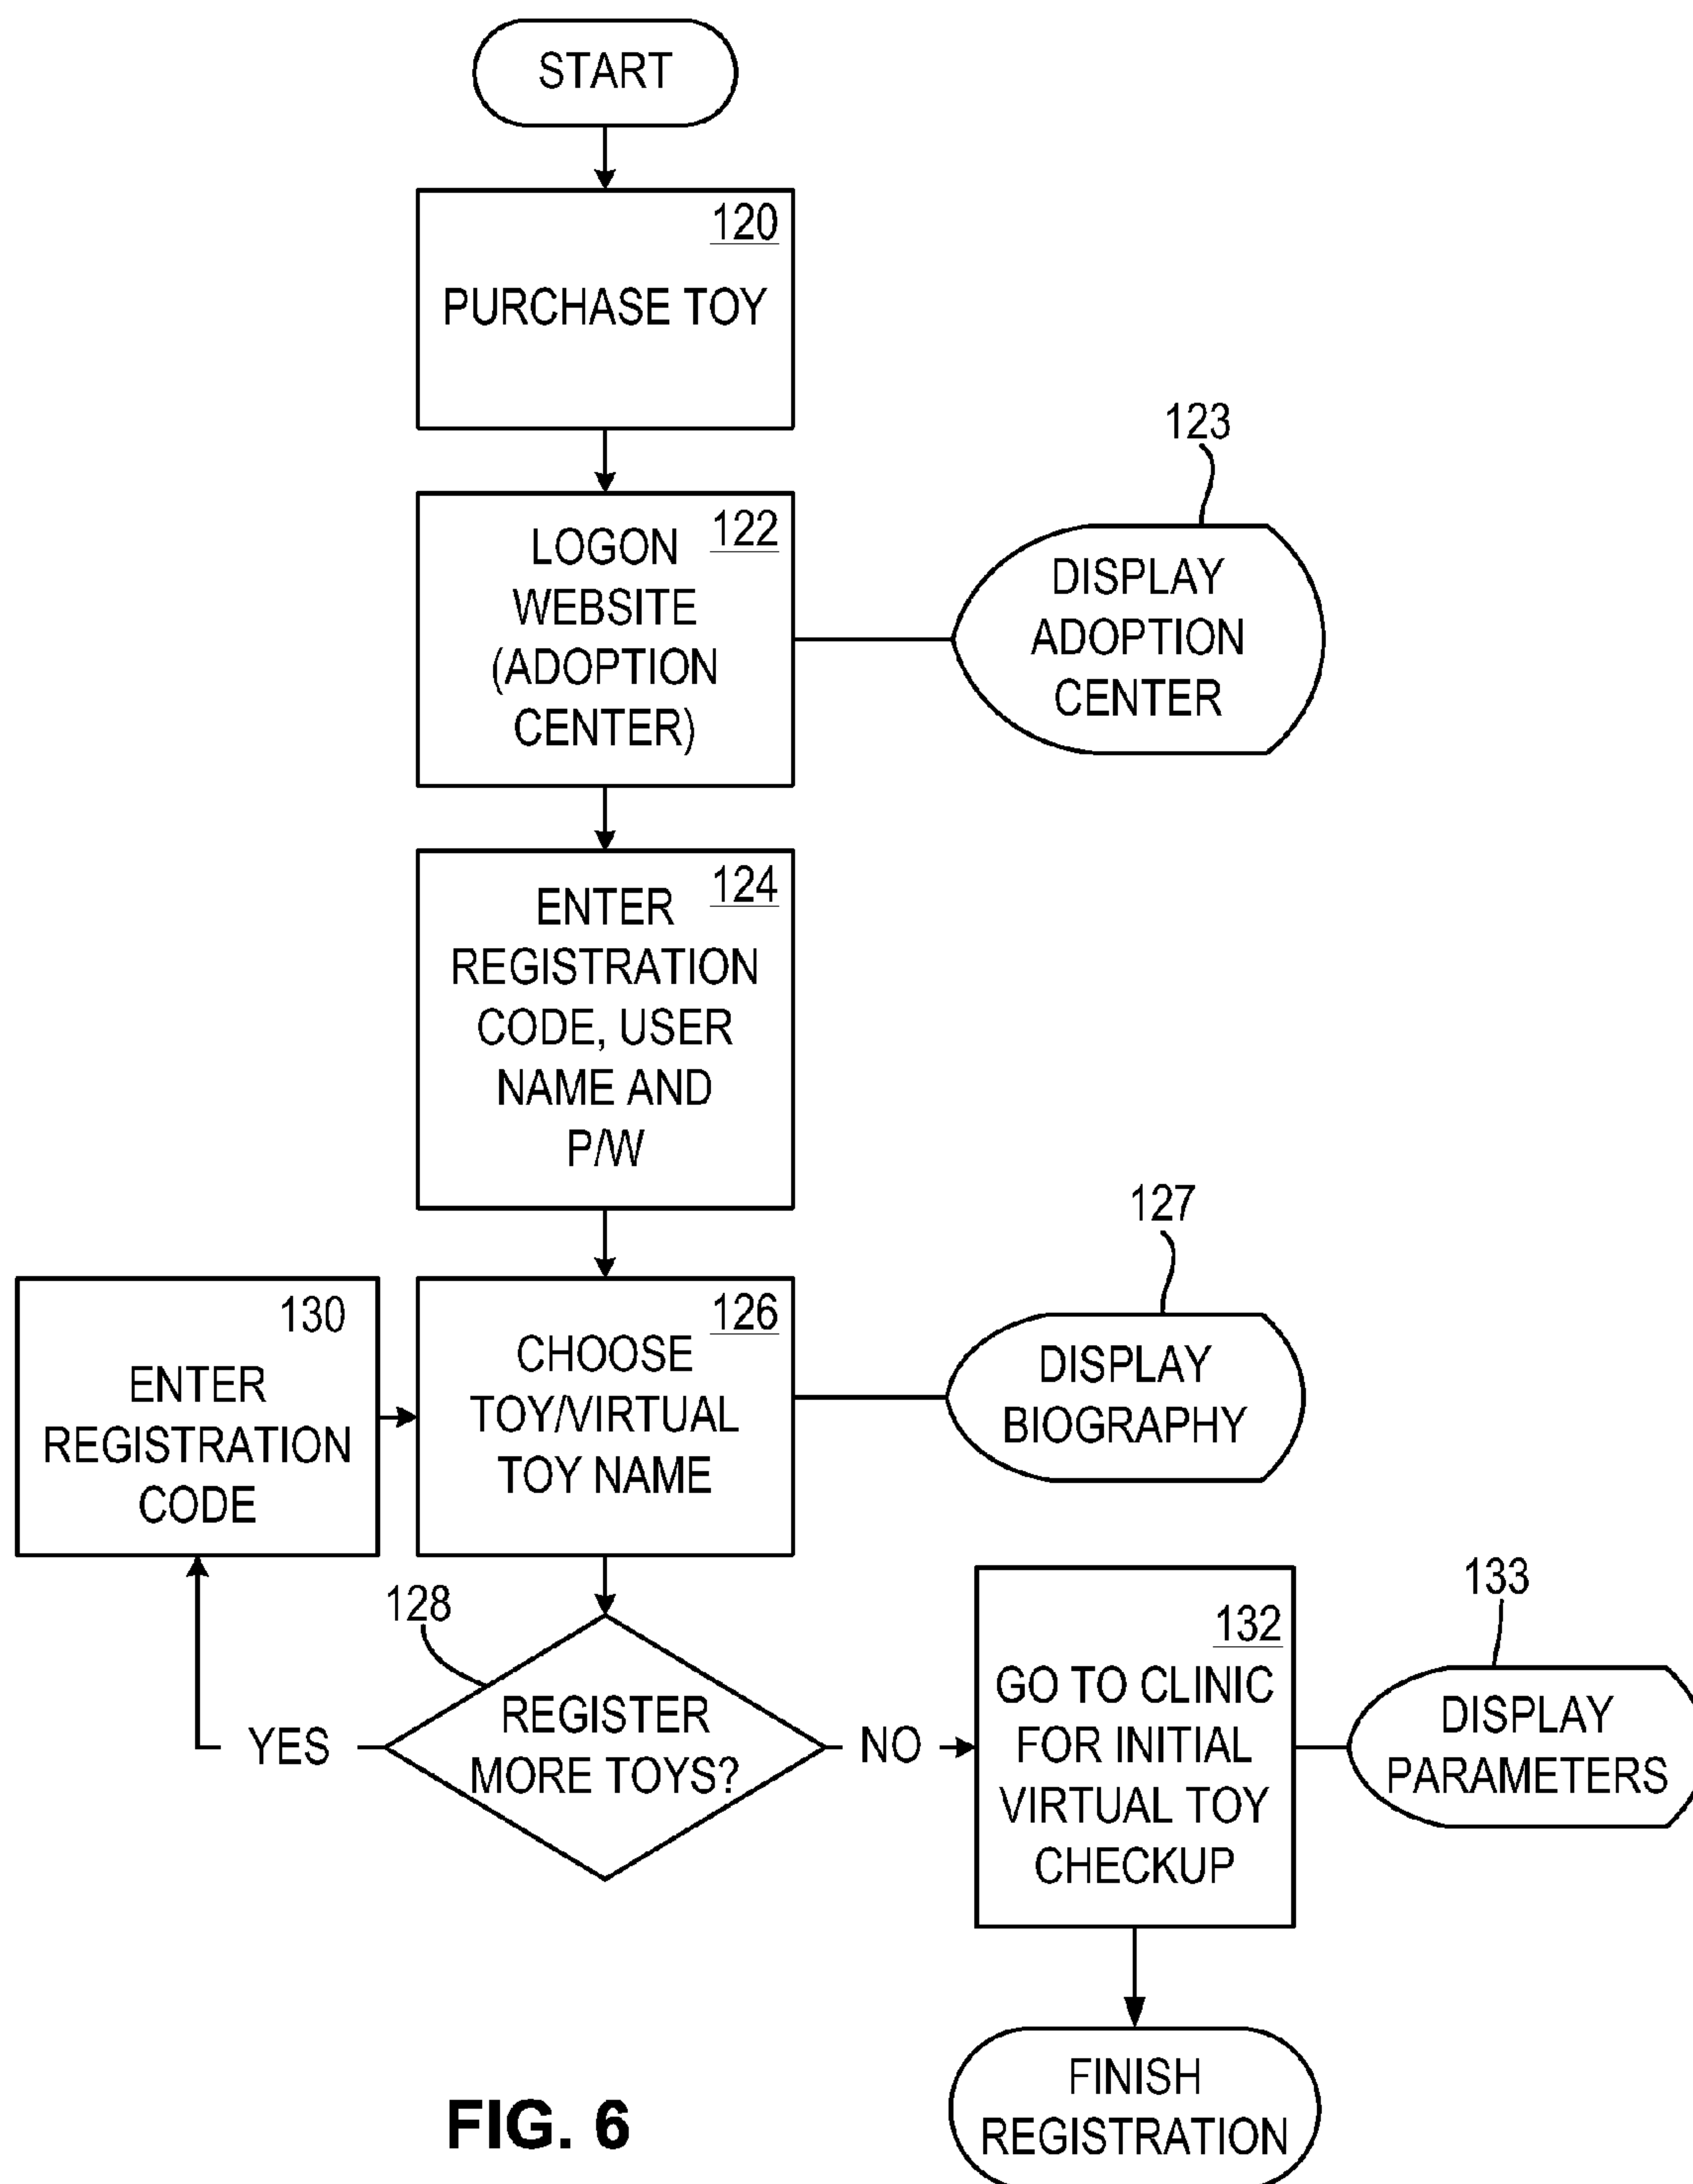 START
120
PURCHASE TOY
123
122
LOGON
WEBSITE
(ADOPTION
CENTER)
DISPLAY
ADOPTION
CENTER
124
ENTER
REGISTRATION
CODE, USER
NAME AND
P/W
127
130
ENTER
REGISTRATION
CODE
126
CHOOSE
TOY/VIRTUAL
TOY NAME
DISPLAY
BIOGRAPHY
128
REGISTER
MORE TOYS?
YES
NO
132
GO TO CLINIC
FOR INITIAL
VIRTUAL TOY
CHECKUP
133
DISPLAY
PARAMETERS
FINISH
REGISTRATION
FIG. 6